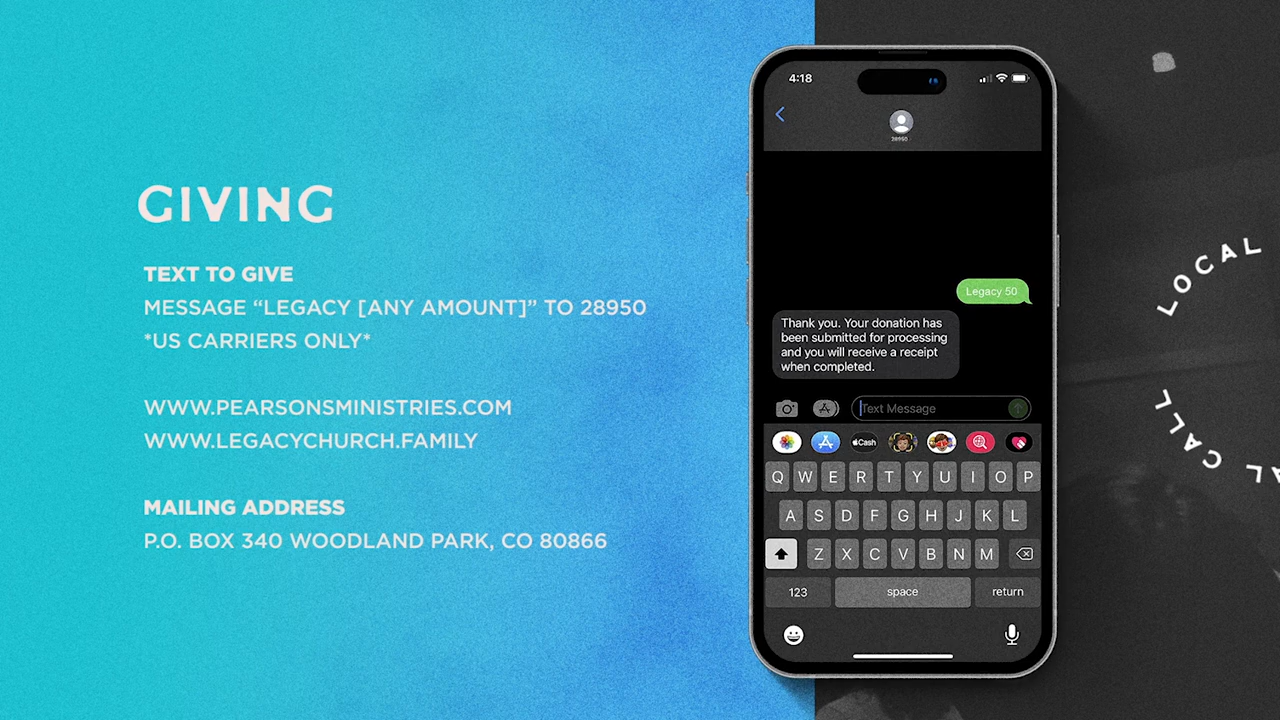 GIVING
TEXT TO GIVE
MESSAGE “LEGACY [ANY AMOUNT]” TO 28950
*US CARRIERS ONLY*
WWW.PEARSONSMINISTRIES.COM
WWW.LEGACYCHURCH.FAMILY
MAILING ADDRESS
P.O. BOX 340 WOODLAND PARK, CO 80866
4:18
28950
Legacy 50
Thank you. Your donation has
been submitted for processing
and you will receive a receipt
when completed.
Text Message
Cash
Q W E R T Y U I O P
A S D F G H J K L
Z X C V B N M
123 space return
LOCAL
CALL